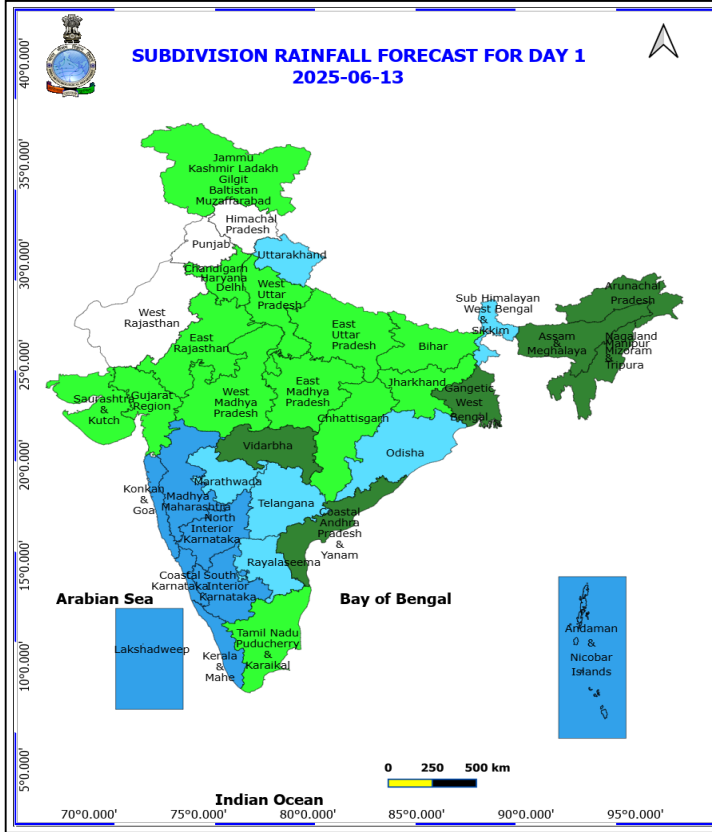 SUBDIVISION RAINFALL FORECAST FOR DAY 1
2025-06-13
40°0.000'
35°0.000'
30°0.000'
25°0.000'
20°0.000'
15°0.000'
10°0.000'
5°0.000'
Jammu
Kashmir Ladakh
Gilgit
Baltistan
Muzaffarabad
Himachal
Pradesh
Punjab
Uttarakhand
Chandigarh
Haryana
Delhi
West
Uttar
Pradesh
West
Rajasthan
East
Rajasthan
East
Uttar
Pradesh
Bihar
Sub Himalayan
West Bengal
&
Sikkim
Arunachal
Pradesh
Assam
&
Meghalaya
Nagaland
Manipur
Mizoram
&
Tripura
Saurashtra
&
Kutch
Gujarat
Region
West
Madhya
Pradesh
East
Madhya
Pradesh
Jharkhand
Gangetic
West
Bengal
Chhattisgarh
Vidarbha
Odisha
Konkan
&
Goa
Madhya
Maharashtra
Marathwada
Telangana
North
Interior
Karnataka
Coastal
Andhra
Pradesh
&
Yanam
Rayalaseema
Coastal
Karnataka
South
Interior
Karnataka
Arabian Sea
Bay of Bengal
Lakshadweep
Kerala
&
Mahe
Tamil Nadu
Puducherry
&
Karaikal
Andaman
&
Nicobar
Islands
0 250 500 km
Indian Ocean
70°0.000' 75°0.000' 80°0.000' 85°0.000' 90°0.000' 95°0.000'